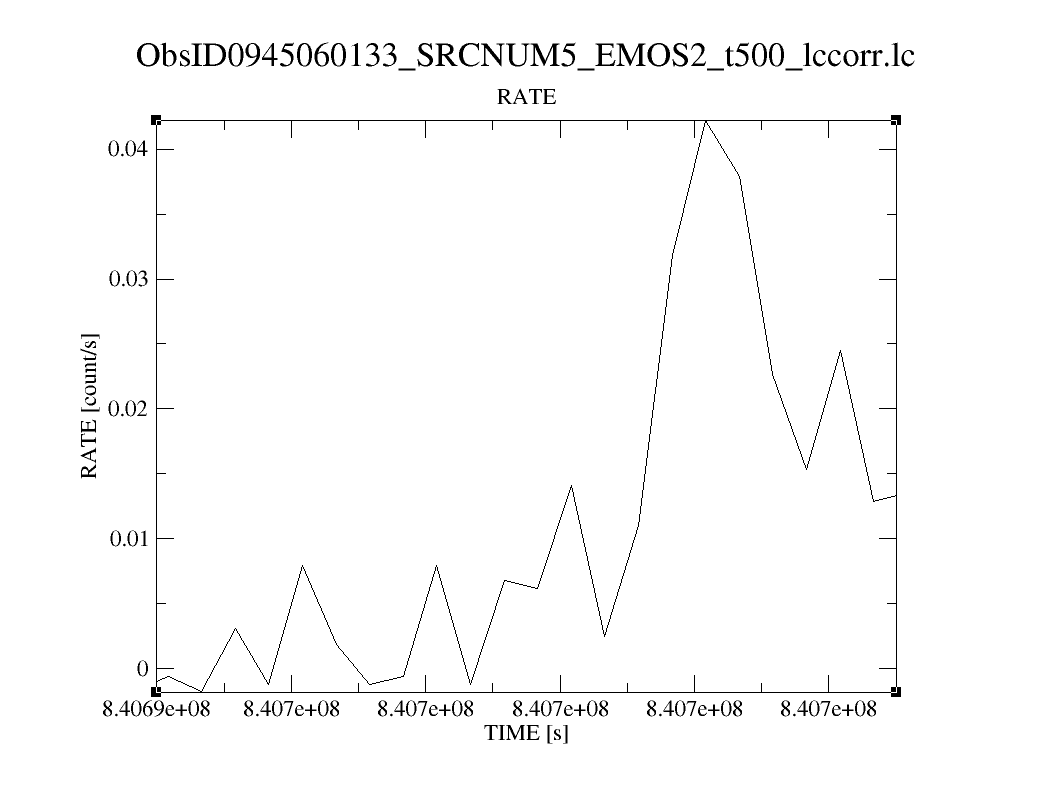 ObsID0945060133_SRCNUM5_EMOS2_t500_lccorr.lc
RATE
0.04
0.03
0.02
0.01
0
RATE [count/s]
8.4069e+08 8.407e+08 8.407e+08 8.407e+08 8.407e+08 8.407e+08
TIME [s]